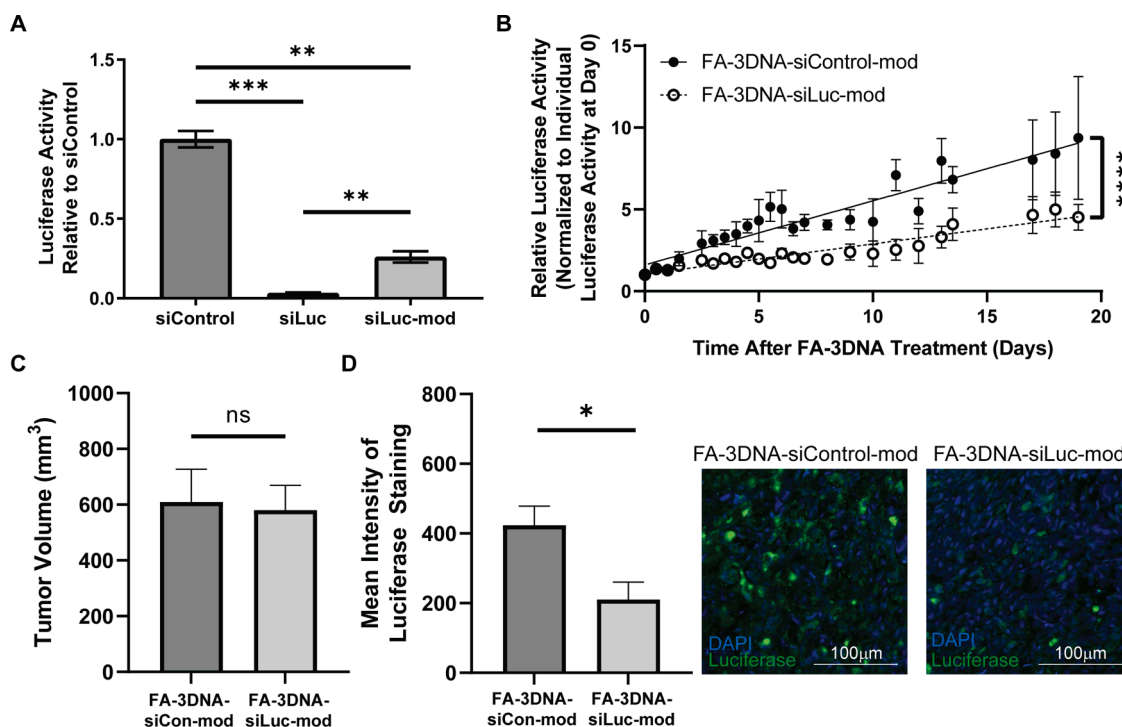 A
Luciferase Activity
Relative to siControl
1.5
1.0
0.5
0.0
**
***
**
siControl
siLuc
siLuc-mod
B
Relative Luciferase Activity
(Normalized to Individual
Luciferase Activity at Day 0)
15
10
5
0
FA-3DNA-siControl-mod
FA-3DNA-siLuc-mod
****
0
5
10
15
20
Time After FA-3DNA Treatment (Days)
C
Tumor Volume (mm³)
1000
800
600
400
200
0
ns
FA-3DNA-
siCon-mod
FA-3DNA-
siLuc-mod
D
Mean Intensity of
Luciferase Staining
800
600
400
200
0
*
FA-3DNA-
siCon-mod
FA-3DNA-
siLuc-mod
FA-3DNA-siControl-mod
DAPI
Luciferase
100μm
FA-3DNA-siLuc-mod
DAPI
Luciferase
100μm